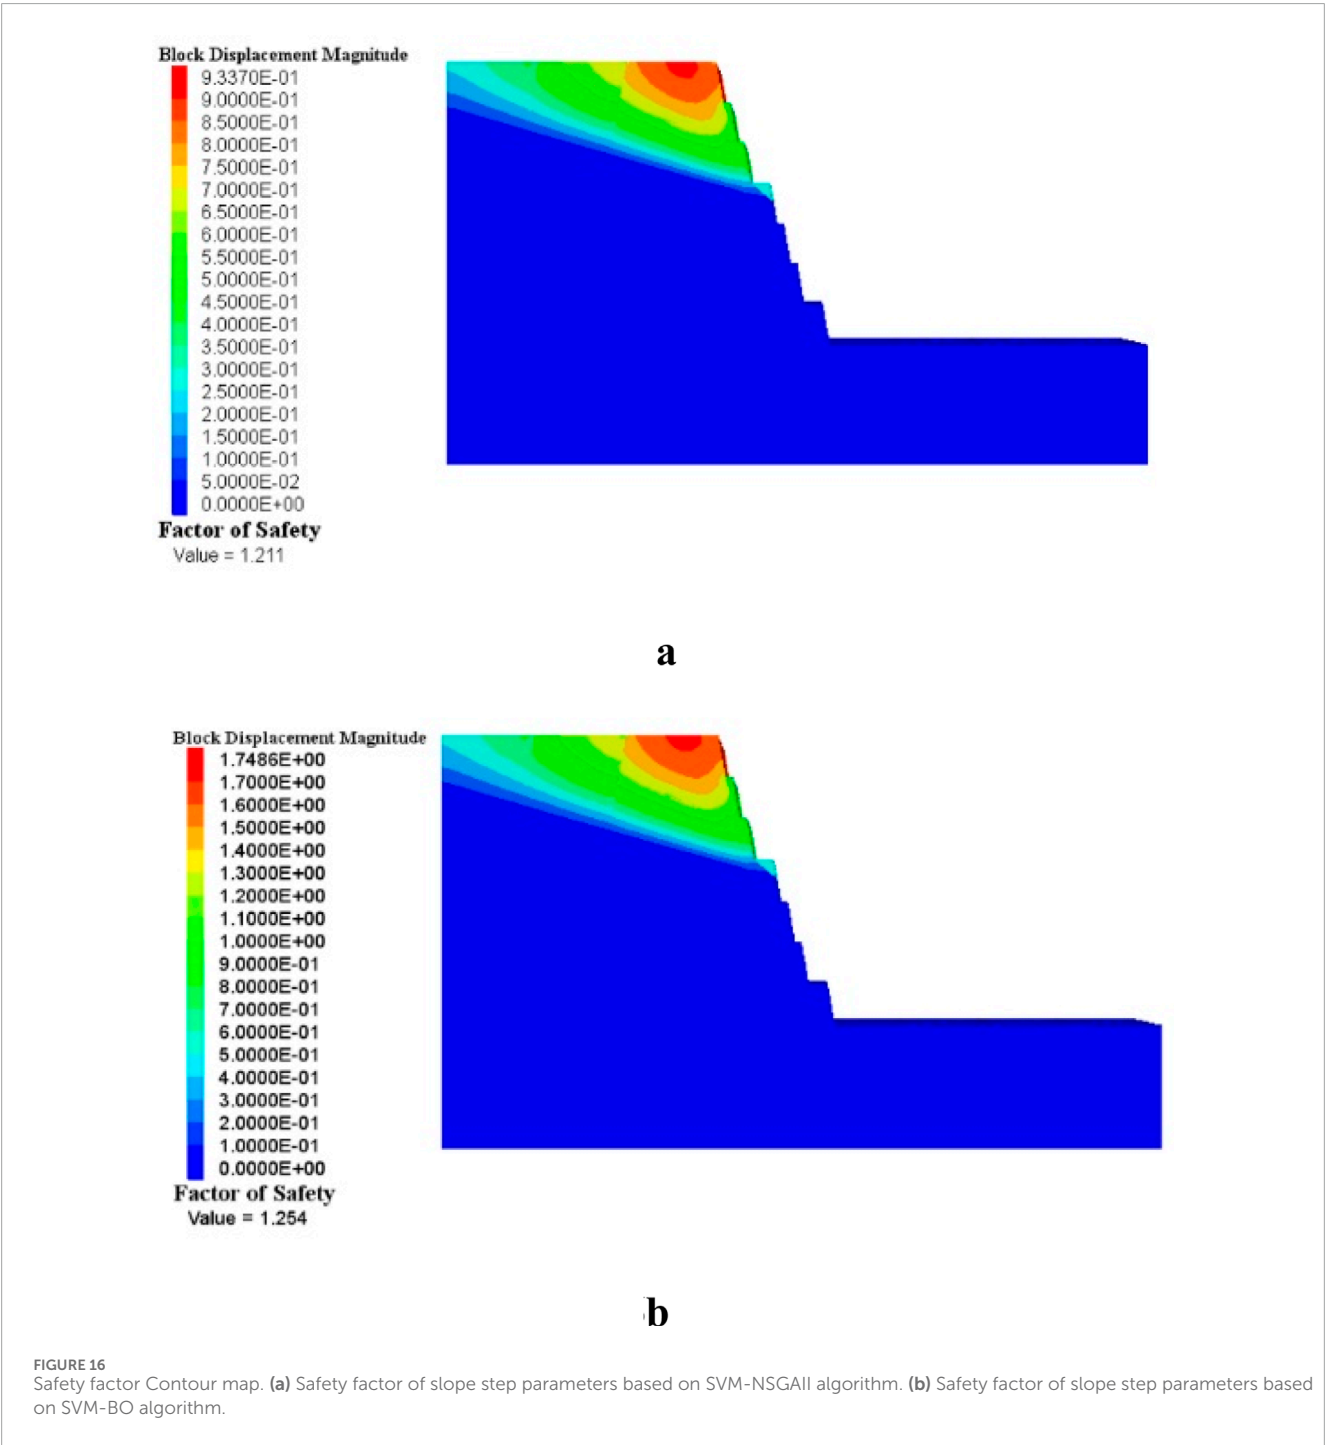 Block Displacement Magnitude
9.3370E-01
9.0000E-01
8.5000E-01
8.0000E-01
7.5000E-01
7.0000E-01
6.5000E-01
6.0000E-01
5.5000E-01
5.0000E-01
4.5000E-01
4.0000E-01
3.5000E-01
3.0000E-01
2.5000E-01
2.0000E-01
1.5000E-01
1.0000E-01
5.0000E-02
0.0000E+00
Factor of Safety
Value = 1.211
a
Block Displacement Magnitude
1.7486E+00
1.7000E+00
1.6000E+00
1.5000E+00
1.4000E+00
1.3000E+00
1.2000E+00
1.1000E+00
1.0000E+00
9.0000E-01
8.0000E-01
7.0000E-01
6.0000E-01
5.0000E-01
4.0000E-01
3.0000E-01
2.0000E-01
1.0000E-01
0.0000E+00
Factor of Safety
Value = 1.254
b
FIGURE 16
Safety factor Contour map. (a) Safety factor of slope step parameters based on SVM-NSGAII algorithm. (b) Safety factor of slope step parameters based
on SVM-BO algorithm.